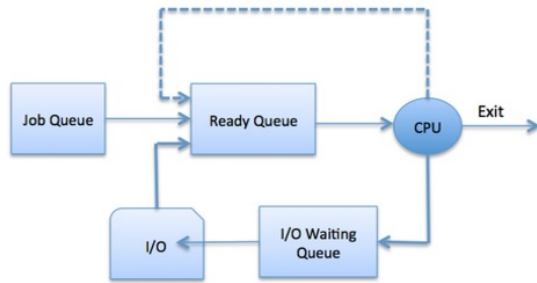 Job Queue
Ready Queue
CPU
Exit
I/O
I/O Waiting
Queue